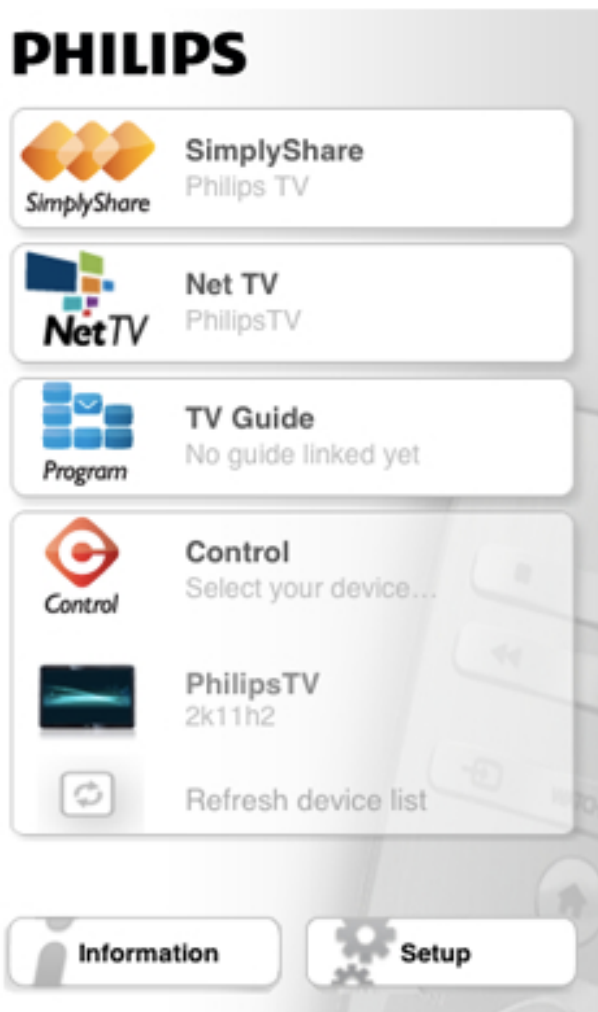 PHILIPS
SimplyShare
Philips TV
SimplyShare
Net TV
PhilipsTV
NetTV
TV Guide
No guide linked yet
Program
Control
Select your device...
Control
PhilipsTV
2k11h2
Refresh device list
Information
Setup